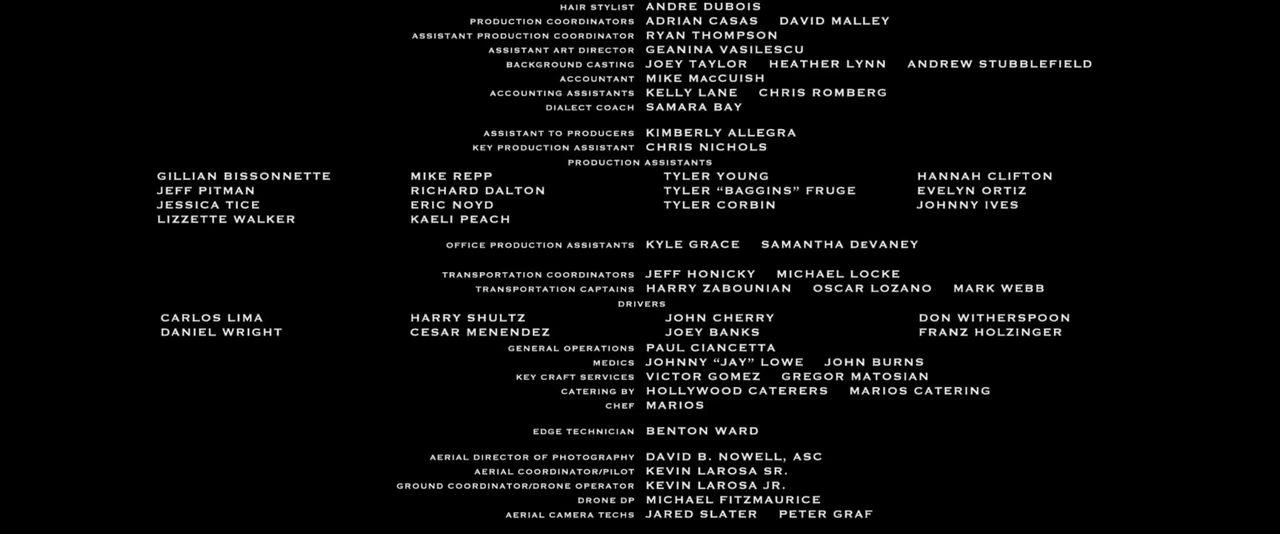 HAIR STYLIST ANDRE DUBOIS
PRODUCTION COORDINATORS ADRIAN CASAS DAVID MALLEY
ASSISTANT PRODUCTION COORDINATOR RYAN THOMPSON
ASSISTANT ART DIRECTOR GEANINA VASILESCU
BACKGROUND CASTING JOEY TAYLOR HEATHER LYNN ANDREW STUBBLEFIELD
ACCOUNTANT MIKE MACCUISH
ACCOUNTING ASSISTANTS KELLY LANE CHRIS ROMBERG
DIALECT COACH SAMARA BAY
ASSISTANT TO PRODUCERS KIMBERLY ALLEGRA
KEY PRODUCTION ASSISTANT CHRIS NICHOLS
PRODUCTION ASSISTANTS
GILLIAN BISSONNETTE MIKE REPP TYLER YOUNG HANNAH CLIFTON
JEFF PITMAN RICHARD DALTON TYLER “BAGGINS” FRUGE EVELYN ORTIZ
JESSICA TICE ERIC NOYD TYLER CORBIN JOHNNY IVES
LIZZETTE WALKER KAELI PEACH
OFFICE PRODUCTION ASSISTANTS KYLE GRACE SAMANTHA DEVANEY
TRANSPORTATION COORDINATORS JEFF HONICKY MICHAEL LOCKE
TRANSPORTATION CAPTAINS HARRY ZABOUNIAN OSCAR LOZANO MARK WEBB
DRIVERS
CARLOS LIMA HARRY SHULTZ JOHN CHERRY DON WITHERSPOON
DANIEL WRIGHT CESAR MENENDEZ JOEY BANKS FRANZ HOLZINGER
GENERAL OPERATIONS PAUL CIANCETTA
MEDICS JOHNNY “JAY” LOWE JOHN BURNS
KEY CRAFT SERVICES VICTOR GOMEZ GREGOR MATOSIAN
CATERING BY HOLLYWOOD CATERERS MARIOS CATERING
CHEF MARIOS
EDGE TECHNICIAN BENTON WARD
AERIAL DIRECTOR OF PHOTOGRAPHY DAVID B. NOWELL, ASC
AERIAL COORDINATOR/PILOT KEVIN LAROSA SR.
GROUND COORDINATOR/DRONE OPERATOR KEVIN LAROSA JR.
DRONE DP MICHAEL FITZMAURICE
AERIAL CAMERA TECHS JARED SLATER PETER GRAF